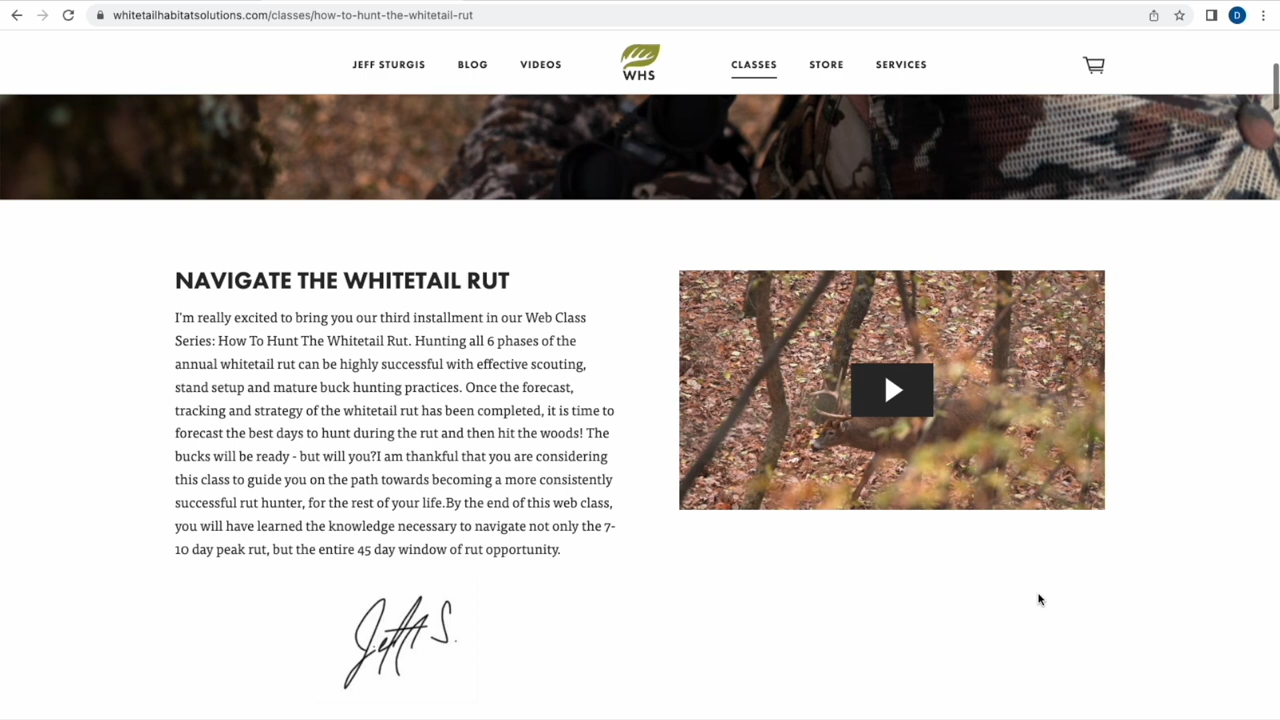 whitetailhabitatsolutions.com/classes/how-to-hunt-the-whitetail-rut
D
JEFF STURGIS BLOG VIDEOS WHS CLASSES STORE SERVICES
NAVIGATE THE WHITETAIL RUT
I'm really excited to bring you our third installment in our Web Class
Series: How To Hunt The Whitetail Rut. Hunting all 6 phases of the
annual whitetail rut can be highly successful with effective scouting,
stand setup and mature buck hunting practices. Once the forecast,
tracking and strategy of the whitetail rut has been completed, it is time to
forecast the best days to hunt during the rut and then hit the woods! The
bucks will be ready - but will you?I am thankful that you are considering
this class to guide you on the path towards becoming a more consistently
successful rut hunter, for the rest of your life.By the end of this web class,
you will have learned the knowledge necessary to navigate not only the 7-
10 day peak rut, but the entire 45 day window of rut opportunity.
Jeff S.